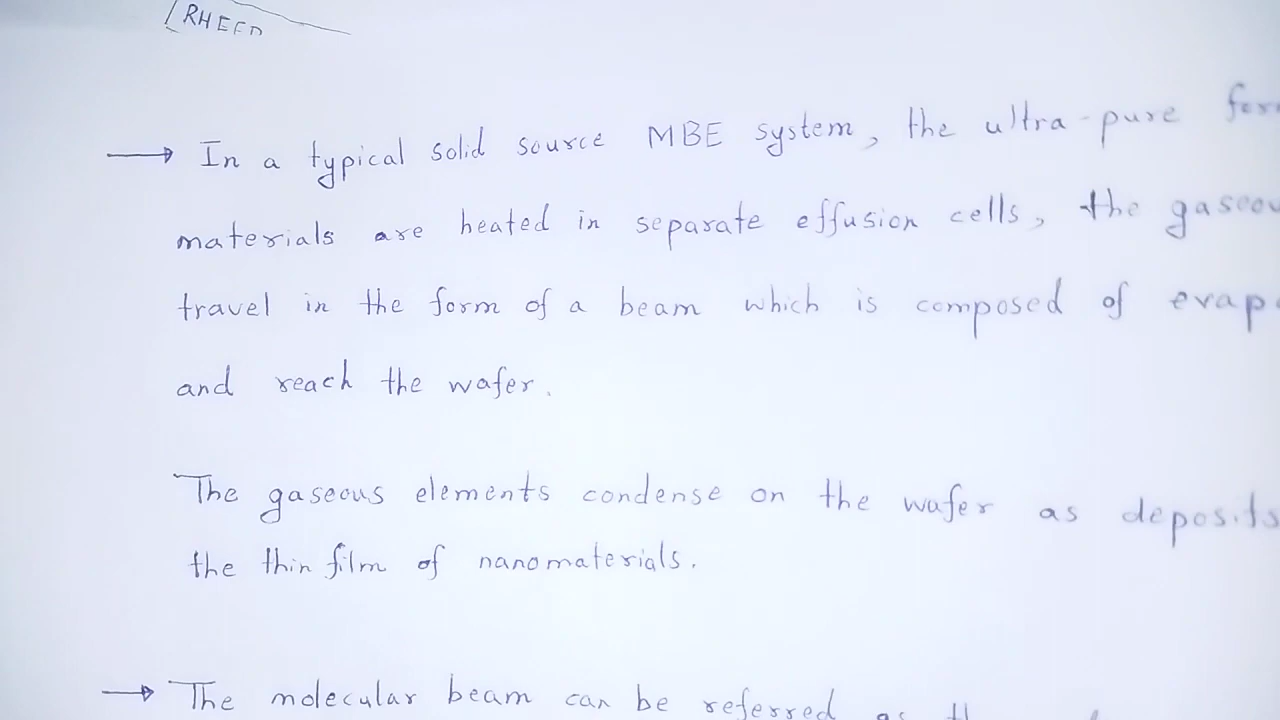 RHEED
→ In a typical solid source MBE system, the ultra-pure
materials are heated in separate effusion cells, the
travel in the form of a beam which is composed of
and reach the wafer.
The gaseous elements condense on the wafer as deposits
the thin film of nanomaterials.
→ The molecular beam can be referred as